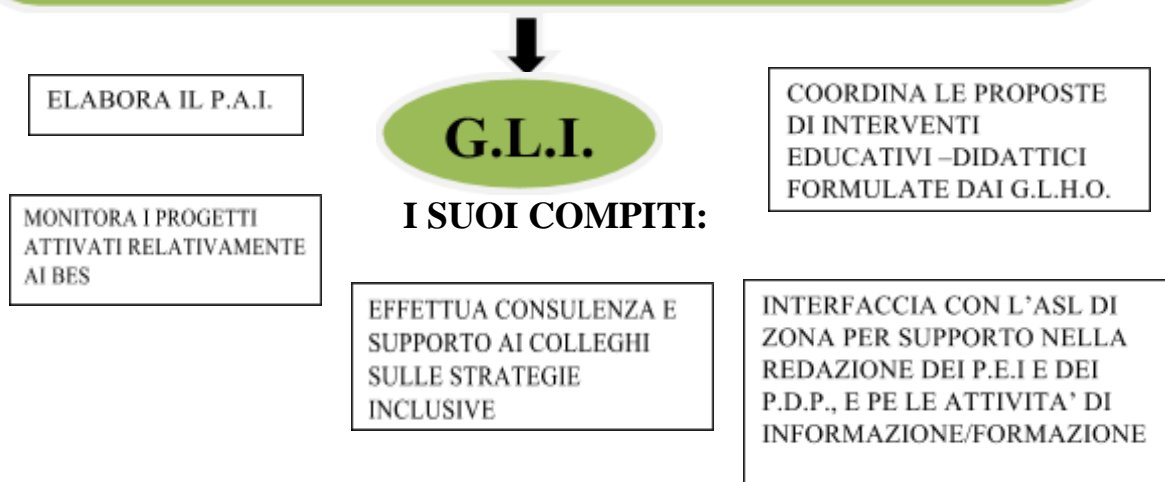 G.L.I.
I SUOI COMPITI:
ELABORA IL P.A.I.
MONITORA I PROGETTI
ATTIVATI RELATIVAMENTE
AI BES
EFFETTUA CONSULENZA E
SUPPORTO AI COLLEGHI
SULLE STRATEGIE
INCLUSIVE
COORDINA LE PROPOSTE
DI INTERVENTI
EDUCATIVI –DIDATTICI
FORMULATE DAI G.L.H.O.
INTERFACCIA CON L’ASL DI
ZONA PER SUPPORTO NELLA
REDAZIONE DEI P.E.I E DEI
P.D.P., E PE LE ATTIVITA’ DI
INFORMAZIONE/FORMAZIONE